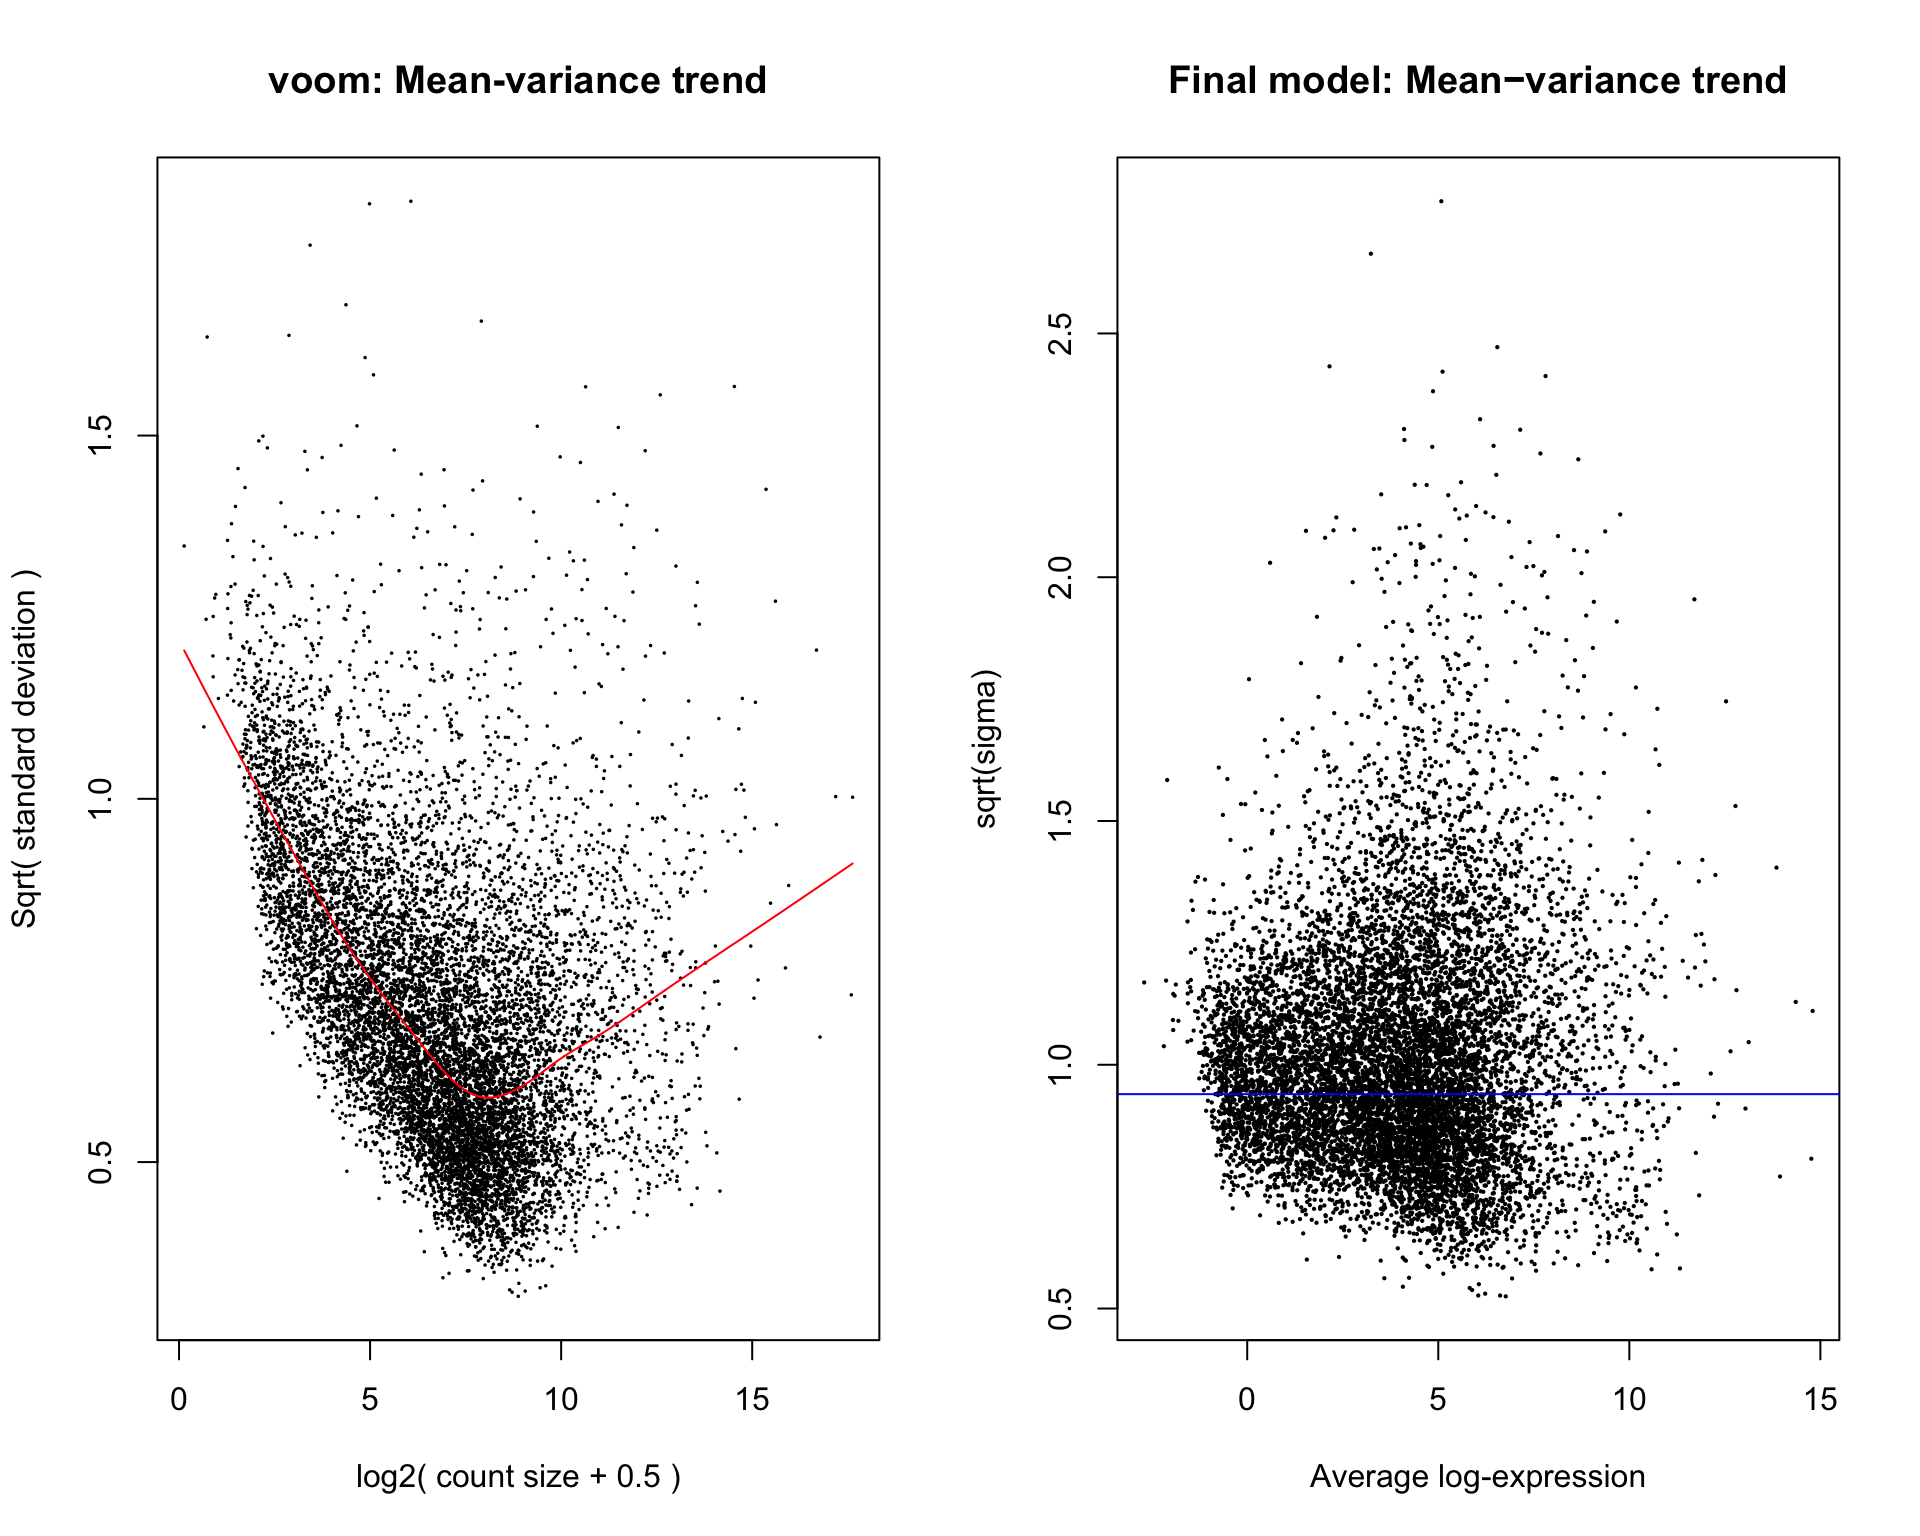 voom: Mean-variance trend
Sqrt( standard deviation )
1.5
1.0
0.5
0 5 10 15
log2( count size + 0.5 )
Final model: Mean−variance trend
sqrt(sigma)
2.5
2.0
1.5
1.0
0.5
0 5 10 15
Average log-expression